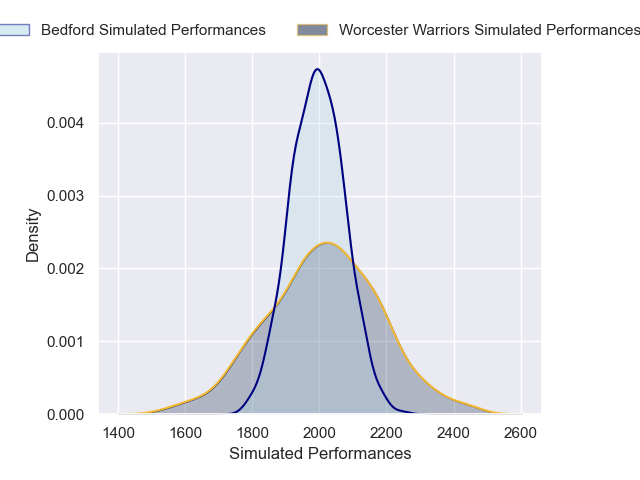 Bedford Simulated Performances
Worcester Warriors Simulated Performances
0.004
0.003
0.002
0.001
0.000
Density
1400 1600 1800 2000 2200 2400 2600
Simulated Performances